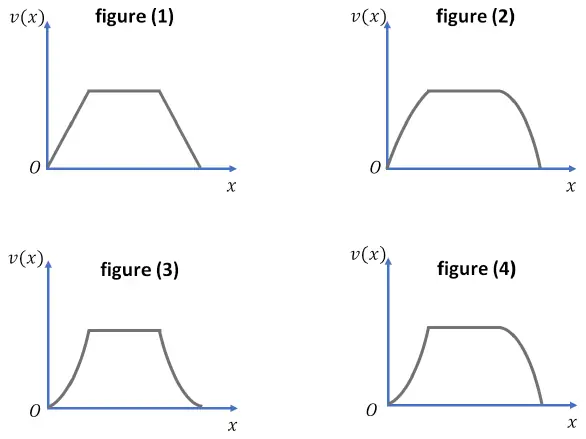 figure (1)
v(x)
O
x
figure (2)
v(x)
O
x
figure (3)
v(x)
O
x
figure (4)
v(x)
O
x